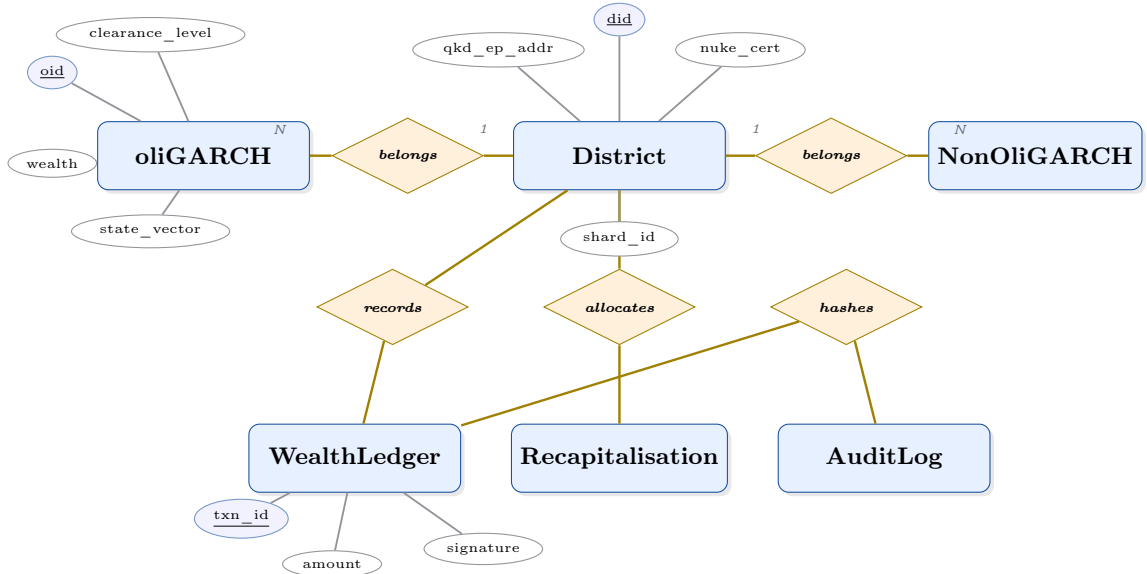 did
clearance_level
qkd_ep_addr
nuke_cert
oid
N
1
1
N
oliGARCH
belongs
District
belongs
NonOliGARCH
wealth
state_vector
shard_id
records
allocates
hashes
WealthLedger
Recapitalisation
AuditLog
txn_id
signature
amount